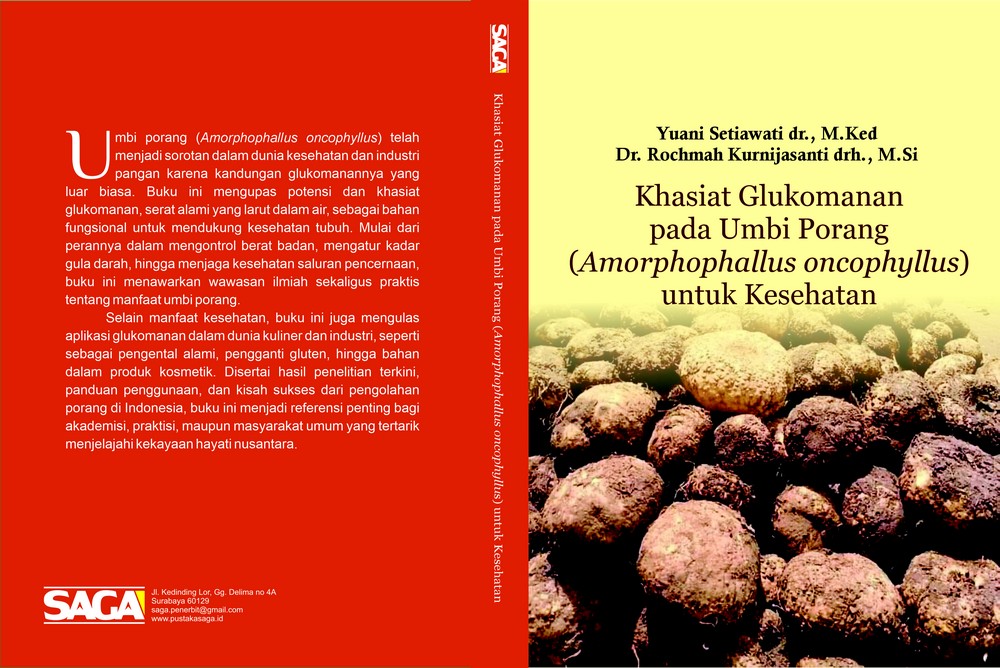 Umbi porang (Amorphophallus oncophyllus) telah
menjadi sorotan dalam dunia kesehatan dan industri
pangan karena kandungan glukomanannya yang
luar biasa. Buku ini mengupas potensi dan khasiat
glukomanan, serat alami yang larut dalam air, sebagai bahan
fungsional untuk mendukung kesehatan tubuh. Mulai dari
perannya dalam mengontrol berat badan, mengatur kadar
gula darah, hingga menjaga kesehatan saluran pencernaan,
buku ini menawarkan wawasan ilmiah sekaligus praktis
tentang manfaat umbi porang.
Selain manfaat kesehatan, buku ini juga mengulas
aplikasi glukomanan dalam dunia kuliner dan industri, seperti
sebagai pengental alami, pengganti gluten, hingga bahan
dalam produk kosmetik. Disertai hasil penelitian terkini,
panduan penggunaan, dan kisah sukses dari pengolahan
porang di Indonesia, buku ini menjadi referensi penting bagi
akademisi, praktisi, maupun masyarakat umum yang tertarik
menjelajahi kekayaan hayati nusantara.
SAGA
Jl. Kedinding Lor, Gg. Delima no 4A
Surabaya 60129
saga.penerbit@gmail.com
www.pustakasaga.id
SAGA
Khasiat Glukomanan pada Umbi Porang (Amorphophallus oncophyllus) untuk Kesehatan
Yuani Setiawati dr., M.Ked
Dr. Rochmah Kurnijasanti drh., M.Si
Khasiat Glukomanan
pada Umbi Porang
(Amorphophallus oncophyllus)
untuk Kesehatan